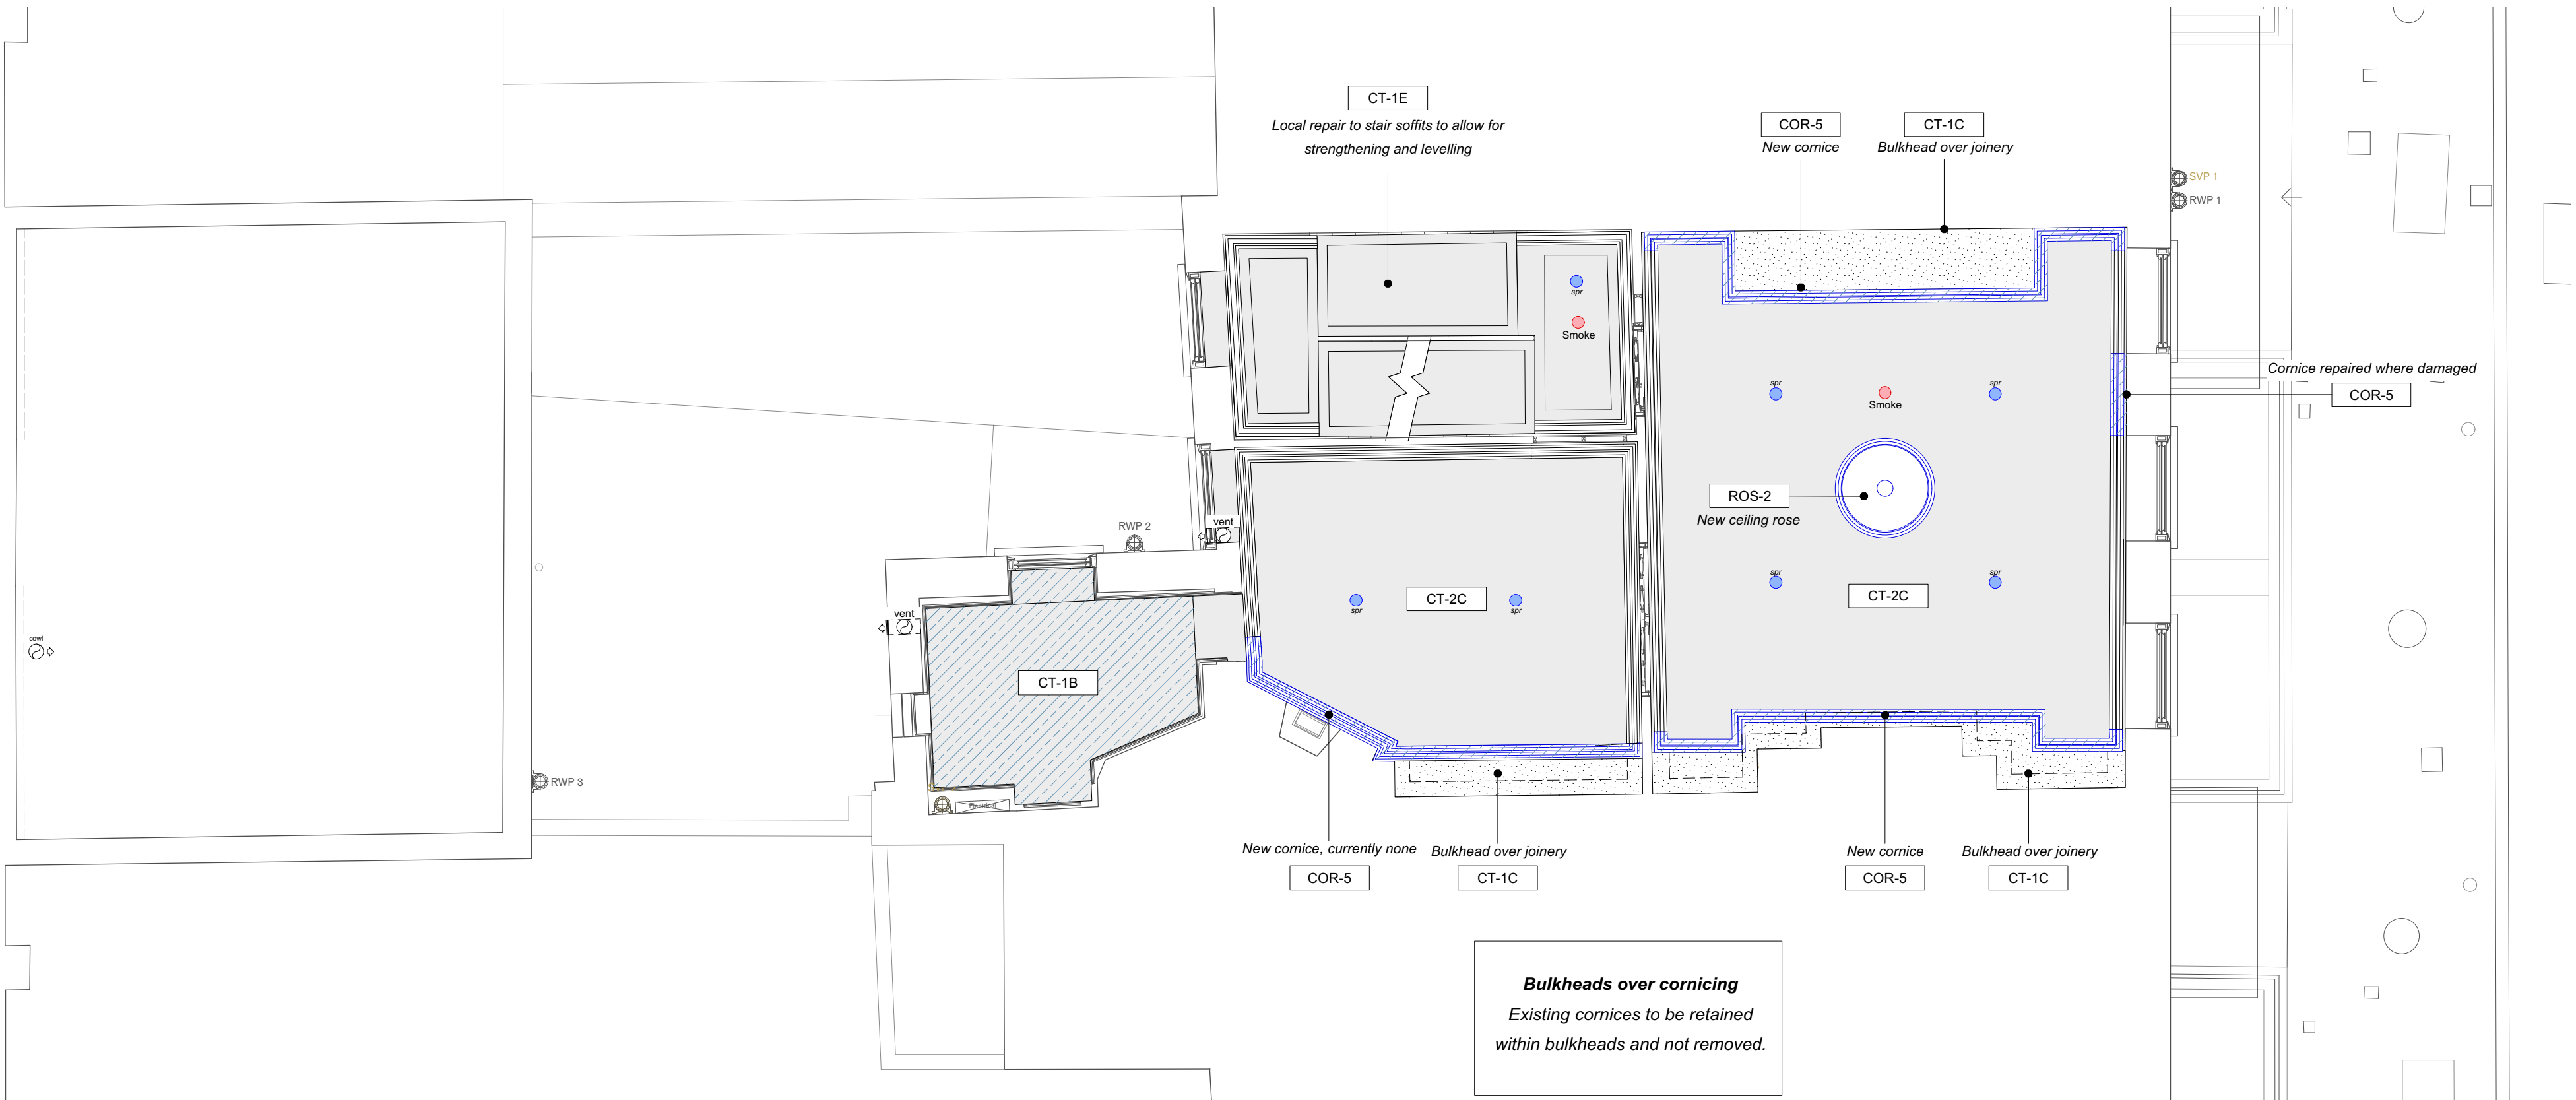 CT-1E
Local repair to stair soffits to allow for
strengthening and levelling
COR-5
New cornice
CT-1C
Bulkhead over joinery
SVP 1
RWP 1
spr
Smoke
Cornice repaired where damaged
COR-5
spr
Smoke
spr
ROS-2
New ceiling rose
RWP 2
vent
spr
spr
CT-2C
CT-2C
spr
spr
vent
cowl
CT-1B
RWP 3
Electrical
New cornice, currently none
COR-5
Bulkhead over joinery
CT-1C
New cornice
COR-5
Bulkhead over joinery
CT-1C
Bulkheads over cornicing
Existing cornices to be retained
within bulkheads and not removed.